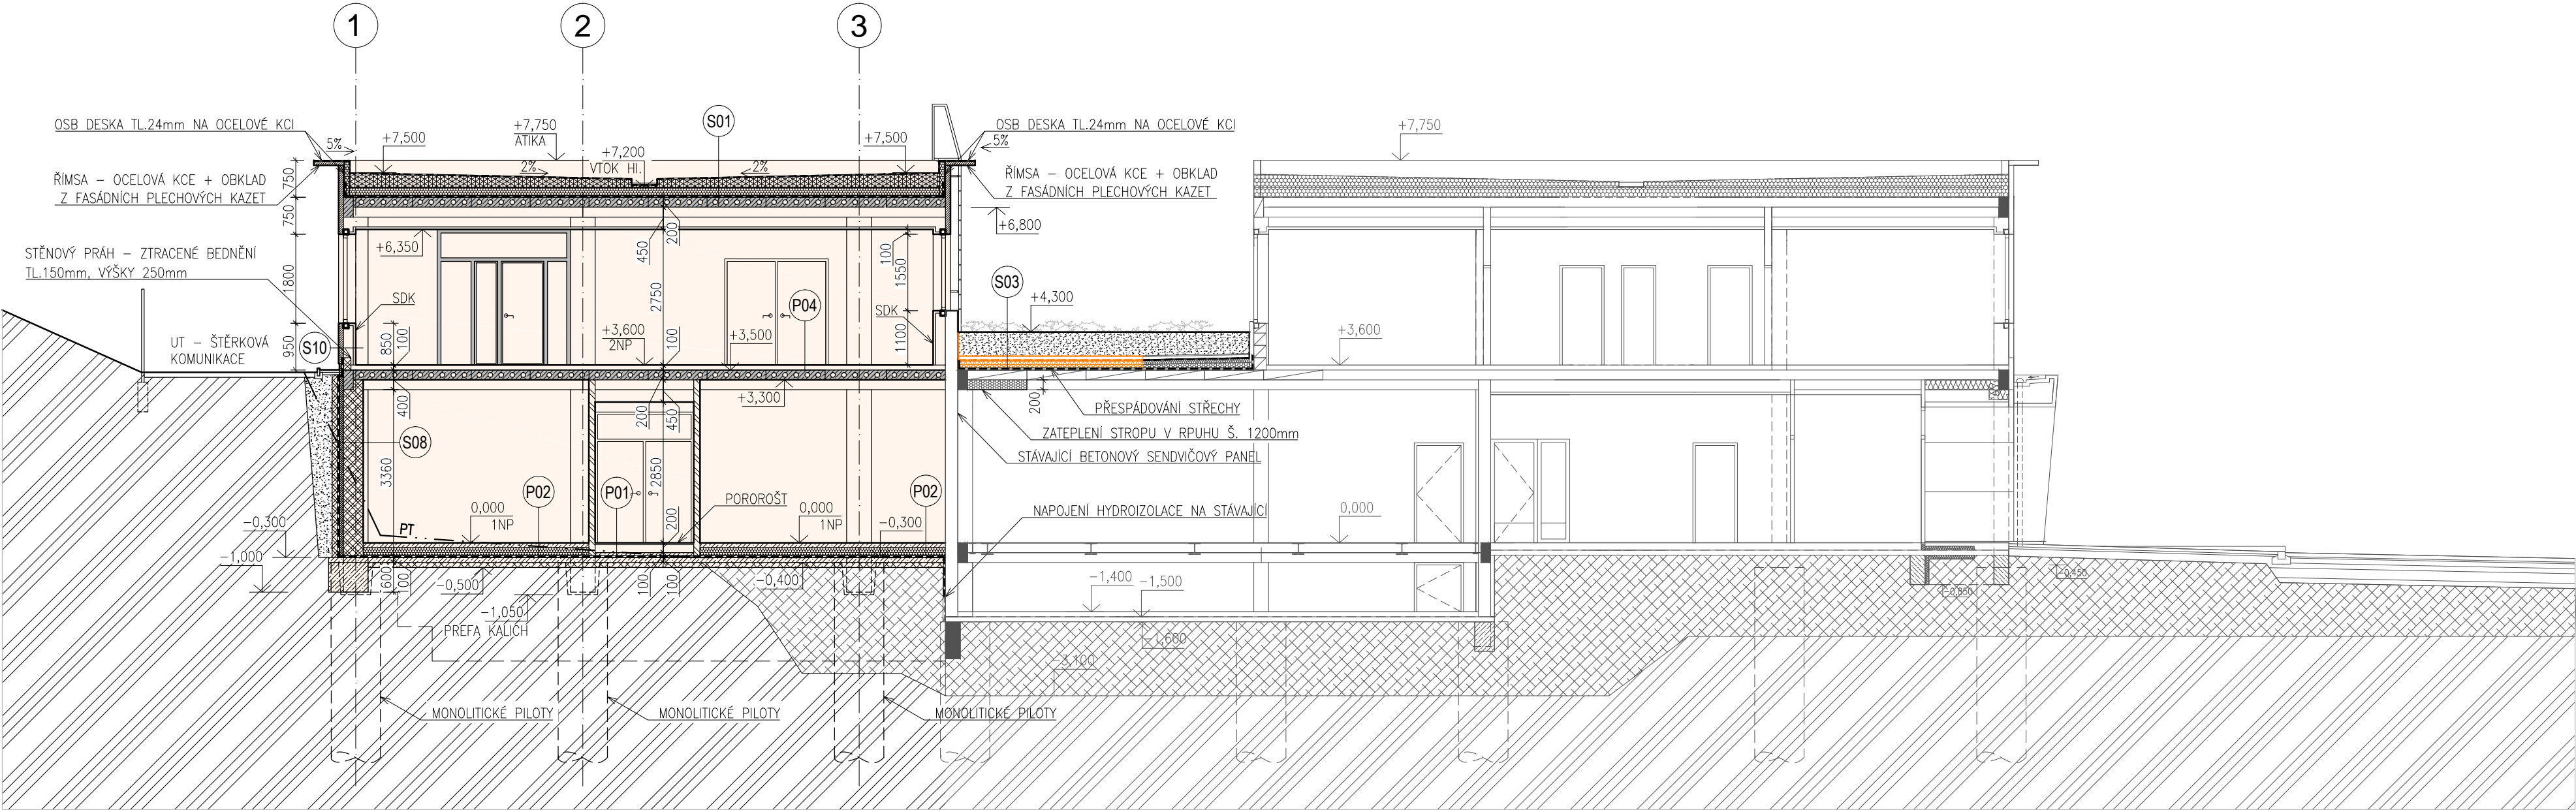 1
2
3
OSB DESKA TL.24mm NA OCELOVÉ KCI
+7,750
ATIKA
S01
OSB DESKA TL.24mm NA OCELOVÉ KCI
+7,750
5%
+7,500
+7,200
VTOK HI.
+7,500
5%
2%
2%
ŘÍMSA – OCELOVÁ KCE + OBKLAD
Z FASÁDNÍCH PLECHOVÝCH KAZET
750
750
ŘÍMSA – OCELOVÁ KCE + OBKLAD
Z FASÁDNÍCH PLECHOVÝCH KAZET
+6,800
STĚNOVÝ PRÁH – ZTRACENÉ BEDNĚNÍ
TL.150mm, VÝŠKY 250mm
+6,350
450
200
100
1800
1550
2750
SDK
P04
SDK
S03
+4,300
UT – ŠTĚRKOVÁ
KOMUNIKACE
S10
950
850
100
+3,600
2NP
100
+3,500
1100
+3,600
400
200
450
+3,300
200
PŘESPÁDOVÁNÍ STŘECHY
S08
ZATEPLENÍ STROPU V RPUHU Š. 1200mm
STÁVAJÍCÍ BETONOVÝ SENDVIČOVÝ PANEL
3360
2850
P02
P01
POROROŠT
P02
PT
0,000
1NP
200
0,000
1NP
-0,300
NAPOJENÍ HYDROIZOLACE NA STÁVAJÍCÍ
0,000
-0,300
-1,000
600
100
-0,500
100
100
-0,400
-1,400
-1,500
-0,450
-0,850
-1,050
PREFA KALICH
-1,600
-3,100
MONOLITICKÉ PILOTY
MONOLITICKÉ PILOTY
MONOLITICKÉ PILOTY